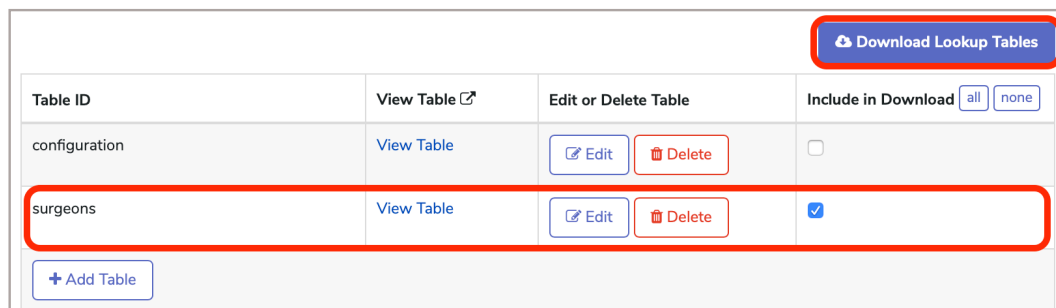 Download Lookup Tables
Table ID View Table Edit or Delete Table Include in Download all none
configuration View Table Edit Delete
surgeons View Table Edit Delete
+ Add Table